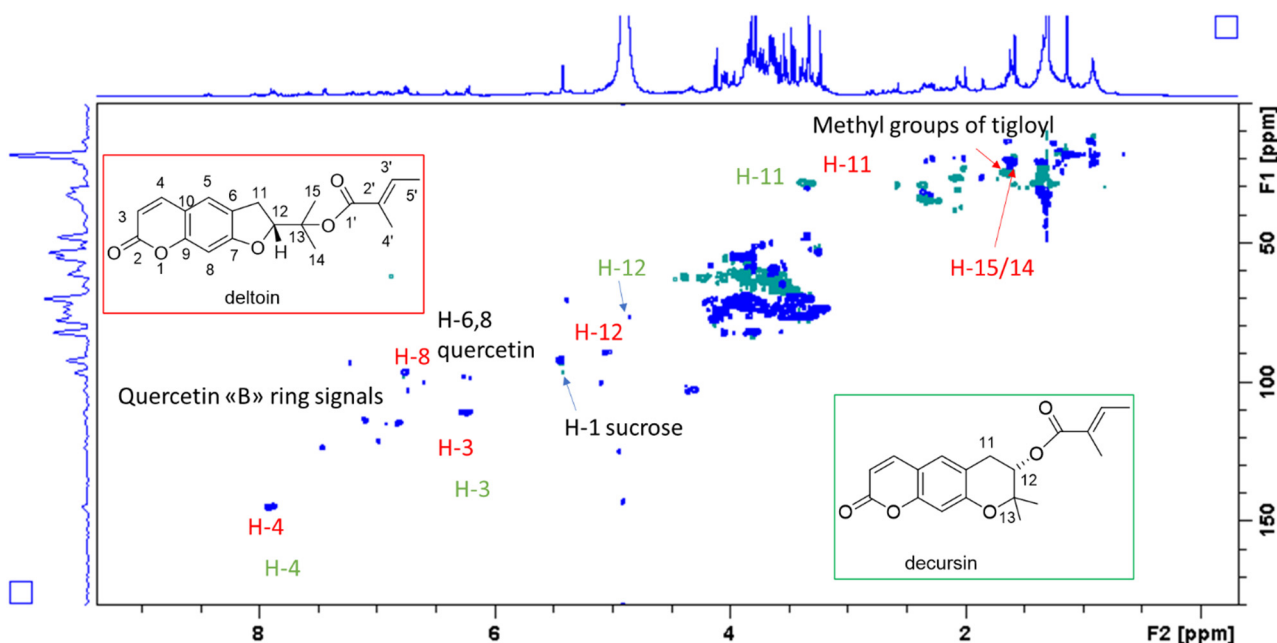 Methyl groups of tigloyl
H-11
H-11
H-15/14
H-12
H-12
H-6,8
quercetin
H-8
Quercetin «B» ring signals
H-1 sucrose
H-3
H-3
H-4
H-4
4
5
3
10
6
11
12
15
13
14
2
1
9
8
7
O
O
O
O
O
H
1'
2'
3'
4'
5'
deltoin
O
O
O
O
O
11
12
13
decursin
50
100
150
F1 [ppm]
8
6
4
2
F2 [ppm]